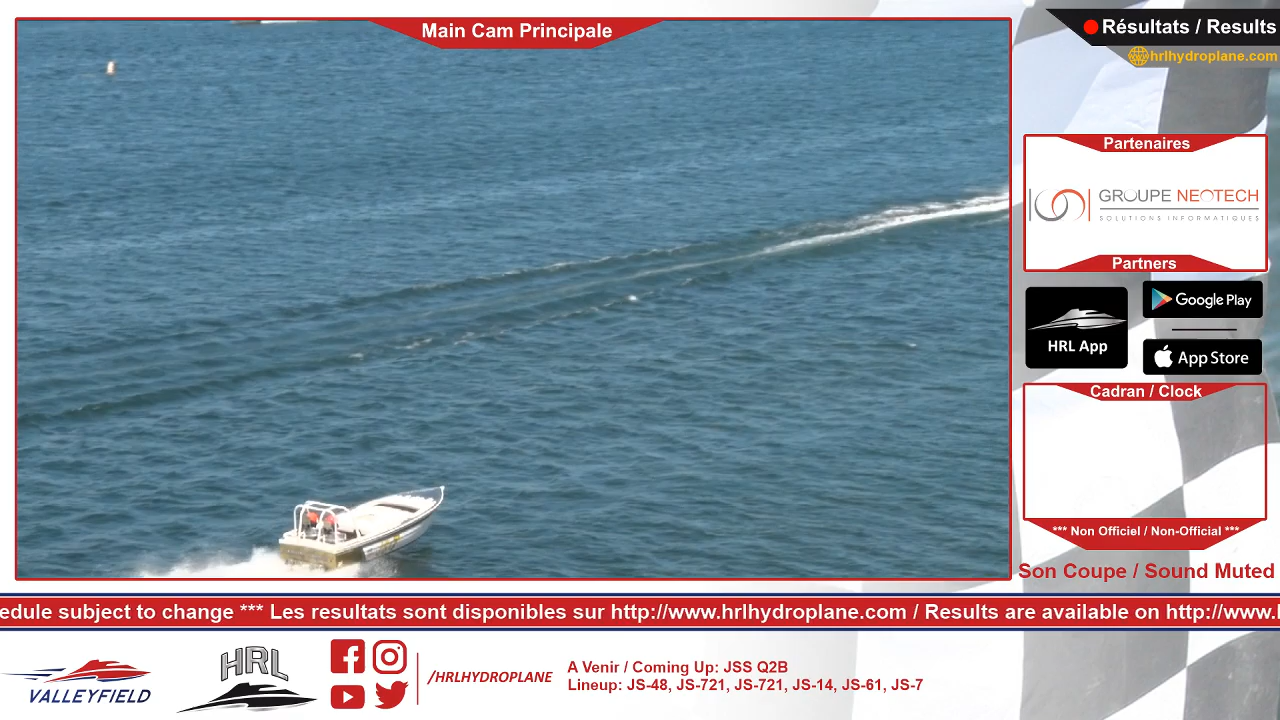 Main Cam Principale
Résultats / Results
hrlhydroplane.com
Partenaires
GROUPE NEOTECH
SOLUTIONS INFORMATIQUES
Partners
HRL App
Google Play
App Store
Cadran / Clock
*** Non Officiel / Non-Official ***
Son Coupe / Sound Muted
edule subject to change *** Les resultats sont disponibles sur http://www.hrlhydroplane.com / Results are available on http://www.
VALLEYFIELD
HRL
/HRLHYDROPLANE
A Venir / Coming Up: JSS Q2B
Lineup: JS-48, JS-721, JS-721, JS-14, JS-61, JS-7